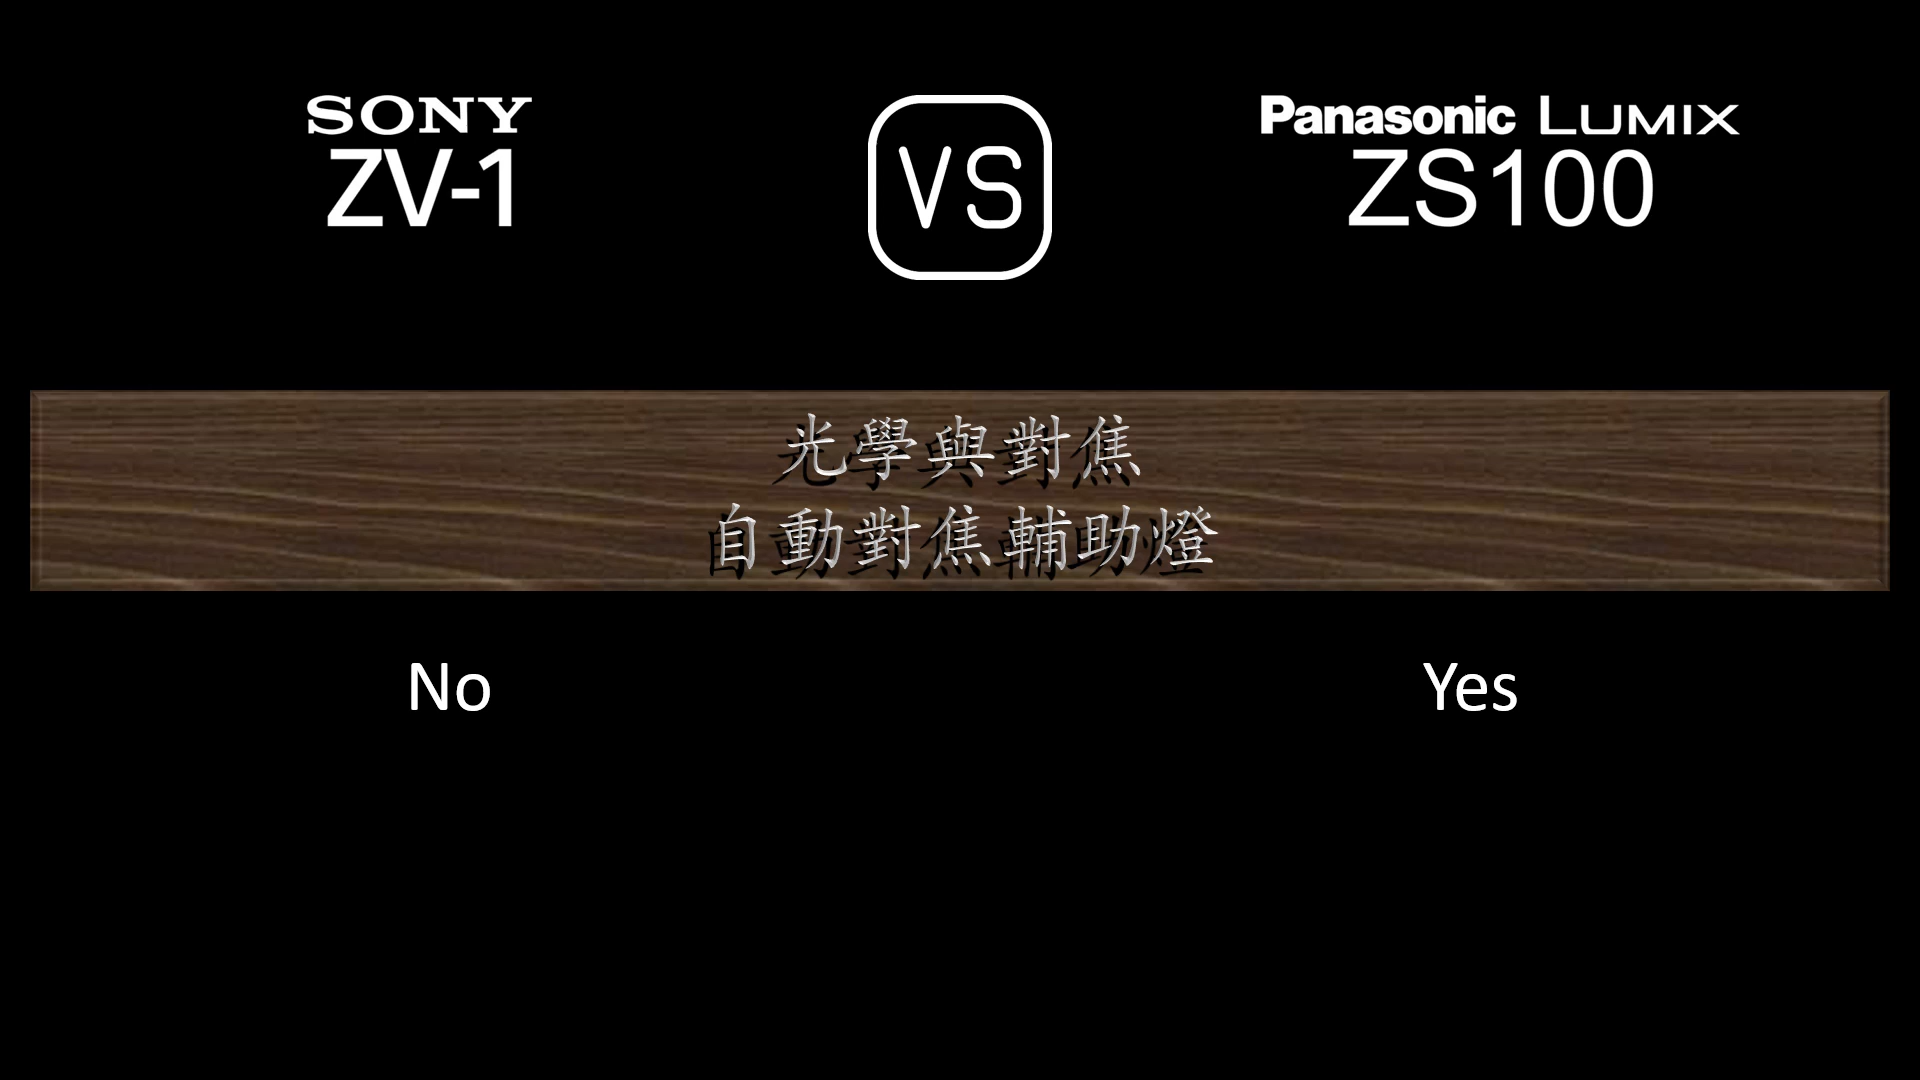 SONY
ZV-1
VS
Panasonic LUMIX
ZS100
光學與對焦
自動對焦輔助燈
No
Yes